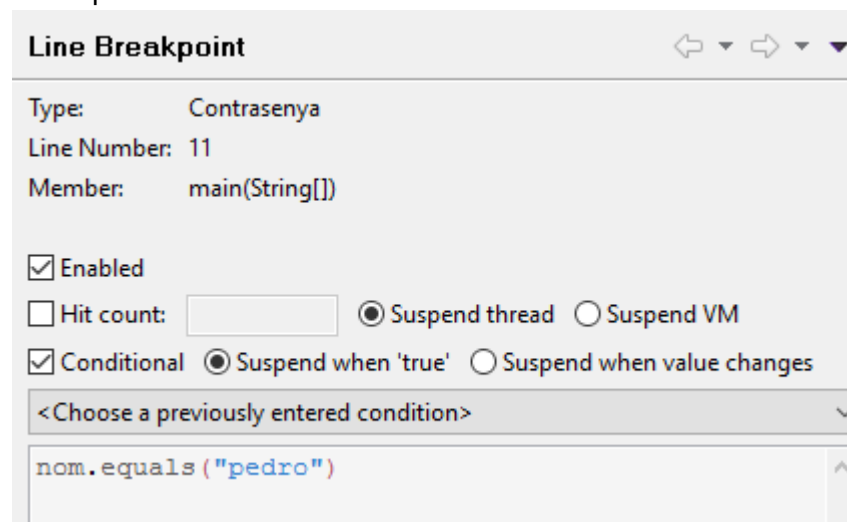 Line Breakpoint
Type: Contrasenya
Line Number: 11
Member: main(String[])
Enabled
Hit count: Suspend thread Suspend VM
Conditional Suspend when 'true' Suspend when value changes
<Choose a previously entered condition>
nom.equals("pedro")